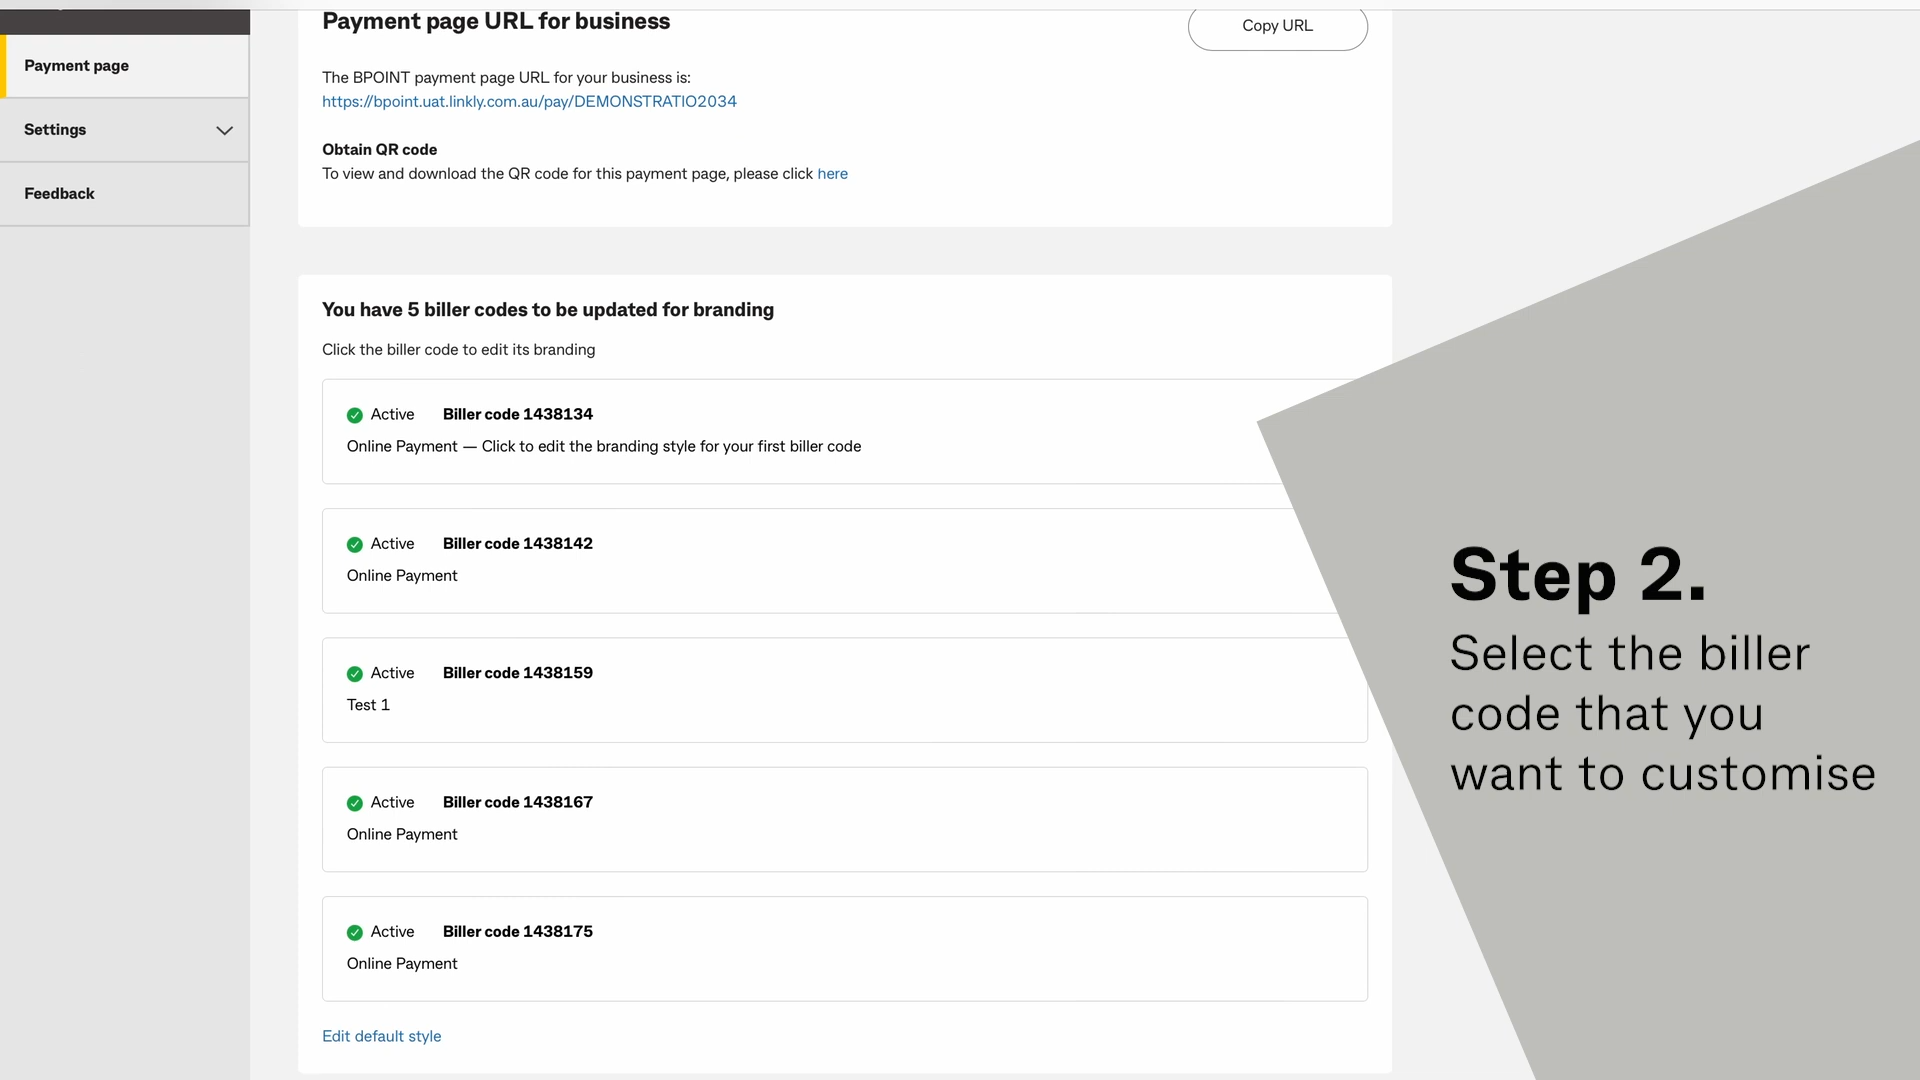 Payment page URL for business
Copy URL
Payment page
The BPOINT payment page URL for your business is:
https://bpoint.uat.linkly.com.au/pay/DEMONSTRATIO2034
Settings
Obtain QR code
To view and download the QR code for this payment page, please click here
Feedback
You have 5 biller codes to be updated for branding
Click the biller code to edit its branding
Active Biller code 1438134
Online Payment — Click to edit the branding style for your first biller code
Active Biller code 1438142
Online Payment
Active Biller code 1438159
Test 1
Active Biller code 1438167
Online Payment
Active Biller code 1438175
Online Payment
Edit default style
Step 2.
Select the biller
code that you
want to customise